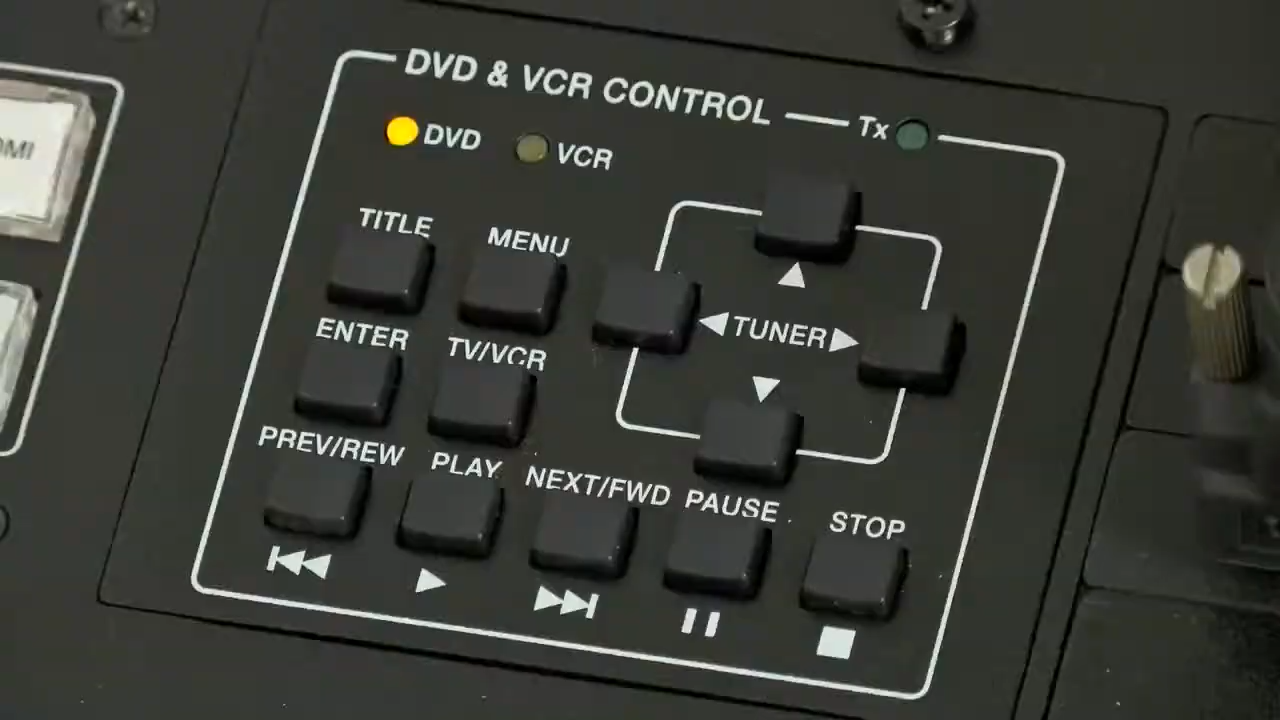 DVD & VCR CONTROL
Tx
DVD
VCR
TITLE
MENU
ENTER
TV/VCR
TUNER
PREV/REW
PLAY
NEXT/FWD
PAUSE
STOP